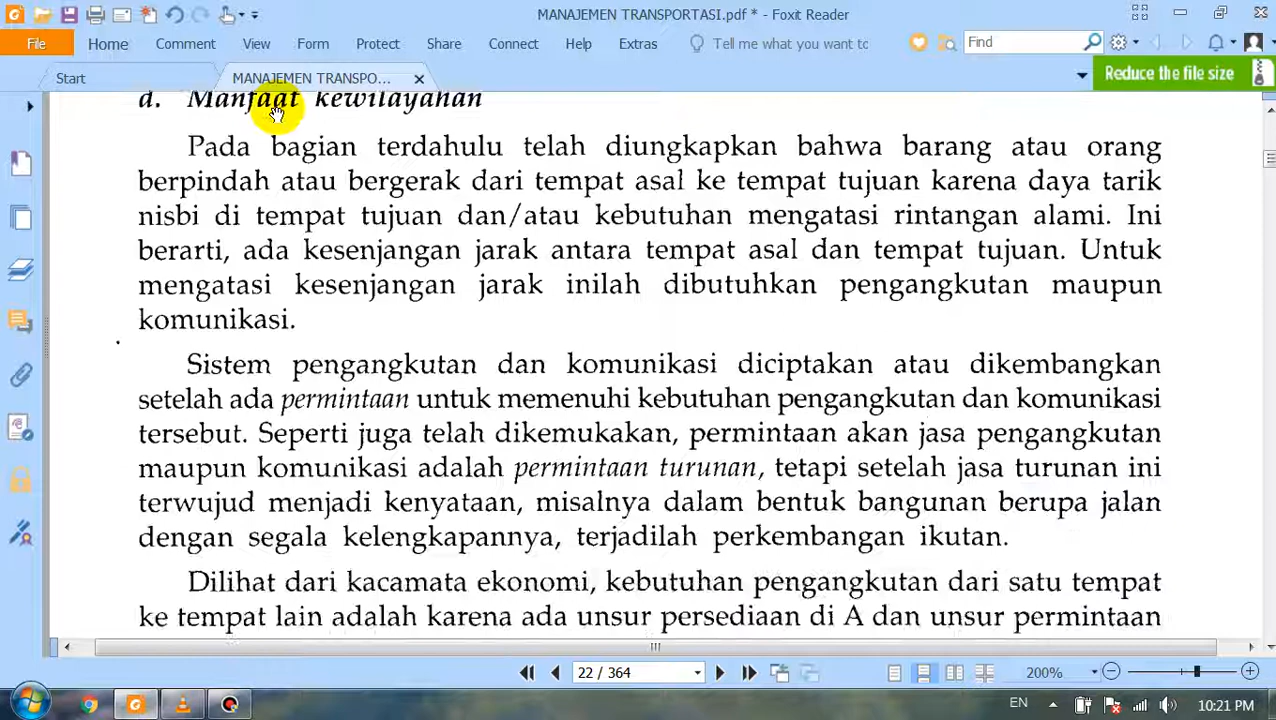 MANAJEMEN TRANSPORTASI.pdf * - Foxit Reader
File Home Comment View Form Protect Share Connect Help Extras Tell me what you want to Find
Start MANAJEMEN TRANSPO... Reduce the file size
d. Manfaat kewilayahan
Pada bagian terdahulu telah diungkapkan bahwa barang atau orang
berpindah atau bergerak dari tempat asal ke tempat tujuan karena daya tarik
nisbi di tempat tujuan dan/atau kebutuhan mengatasi rintangan alami. Ini
berarti, ada kesenjangan jarak antara tempat asal dan tempat tujuan. Untuk
mengatasi kesenjangan jarak inilah dibutuhkan pengangkutan maupun
komunikasi.
Sistem pengangkutan dan komunikasi diciptakan atau dikembangkan
setelah ada permintaan untuk memenuhi kebutuhan pengangkutan dan komunikasi
tersebut. Seperti juga telah dikemukakan, permintaan akan jasa pengangkutan
maupun komunikasi adalah permintaan turunan, tetapi setelah jasa turunan ini
terwujud menjadi kenyataan, misalnya dalam bentuk bangunan berupa jalan
dengan segala kelengkapannya, terjadilah perkembangan ikutan.
Dilihat dari kacamata ekonomi, kebutuhan pengangkutan dari satu tempat
ke tempat lain adalah karena ada unsur persediaan di A dan unsur permintaan
22 / 364 200%
EN 10:21 PM